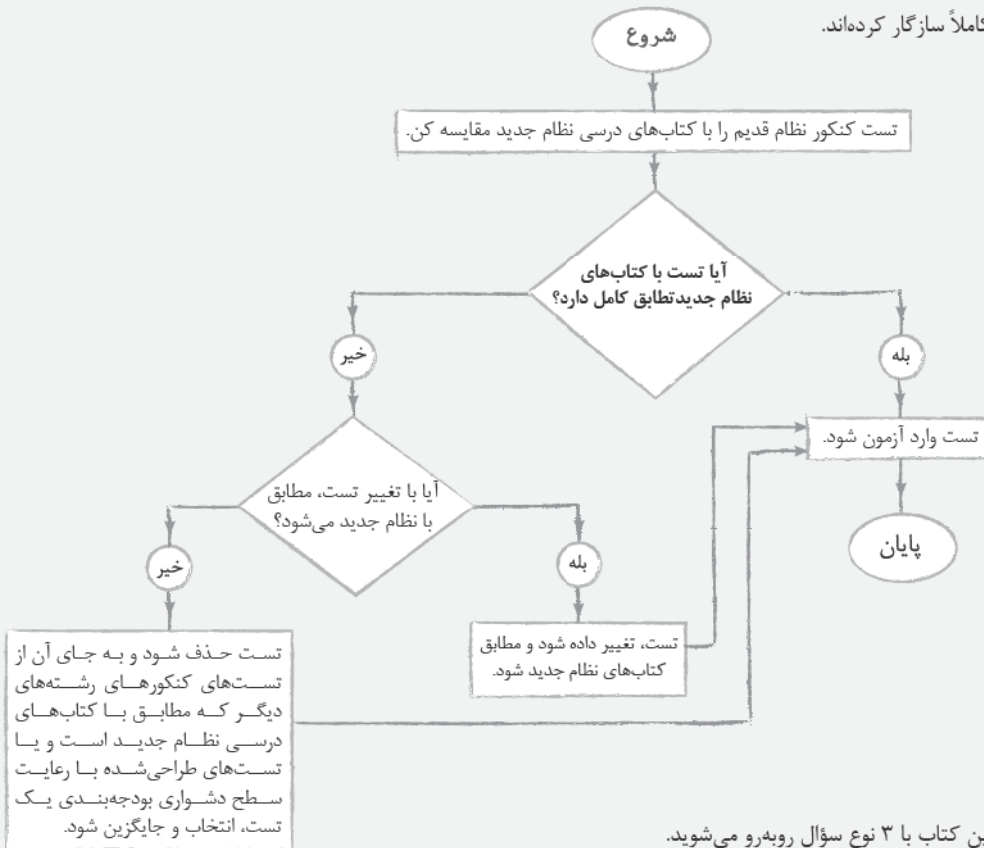 کاملاً سازگار کرده‌اند.
شروع
تست کنکور نظام قدیم را با کتاب‌های درسی نظام جدید مقایسه کن.
آیا تست با کتاب‌های
نظام جدیدتطابق کامل دارد؟
بله
خیر
تست وارد آزمون شود.
پایان
آیا با تغییر تست، مطابق
با نظام جدید می‌شود؟
بله
خیر
تست، تغییر داده شود و مطابق
کتاب‌های نظام جدید شود.
تست حذف شود و به جای آن از
تست‌های کنکورهای رشته‌های
دیگر که مطابق با کتاب‌های
درسی نظام جدید است و یا
تست‌های طراحی‌شده با رعایت
سطح دشواری بودجه‌بندی یک
تست، انتخاب و جایگزین شود.
کتاب با ۳ نوع سؤال روبه‌رو می‌شوید.